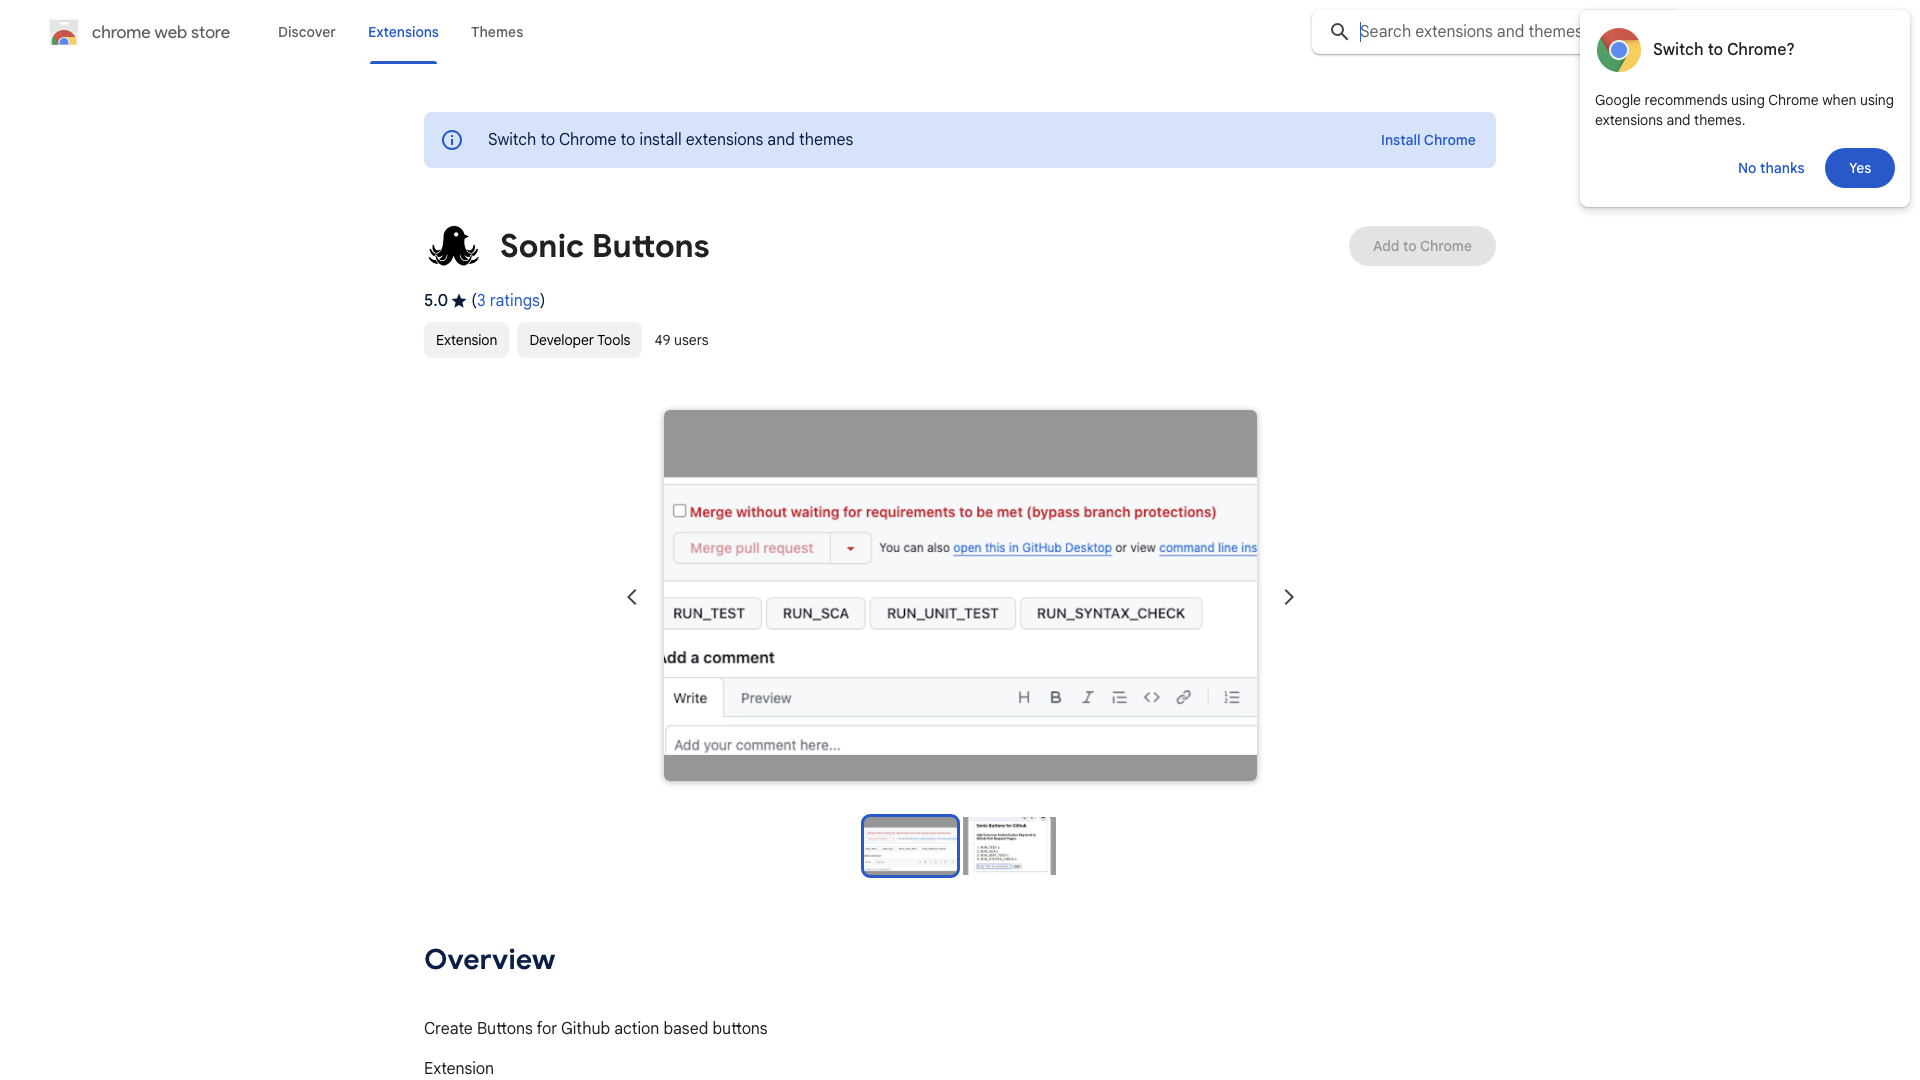 chrome web store
Discover
Extensions
Themes
Search extensions and themes
Switch to Chrome?
Google recommends using Chrome when using
extensions and themes.
No thanks
Yes
Switch to Chrome to install extensions and themes
Install Chrome
Sonic Buttons
Add to Chrome
5.0 ★ (3 ratings)
Extension
Developer Tools
49 users
Merge without waiting for requirements to be met (bypass branch protections)
Merge pull request
You can also open this in GitHub Desktop or view command line ins
RUN_TEST
RUN_SCA
RUN_UNIT_TEST
RUN_SYNTAX_CHECK
Add a comment
Write
Preview
Add your comment here...
Sonic Buttons for Github
Overview
Create Buttons for Github action based buttons
Extension